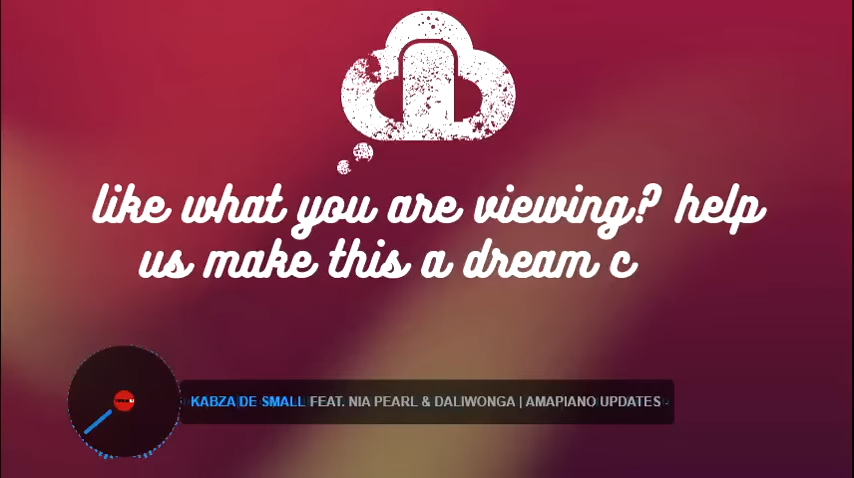 like what you are viewing? help
us make this a dream c
KABZA DE SMALL FEAT. NIA PEARL & DALIWONGA | AMAPIANO UPDATES -